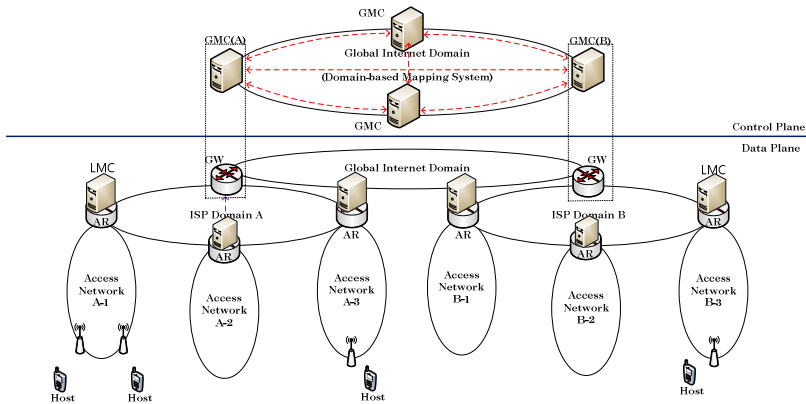 GMC
GMC(A)
GMC(B)
Global Internet Domain
(Domain-based Mapping System)
GMC
Control Plane
Data Plane
GW
GW
LMC
Global Internet Domain
LMC
AR
ISP Domain A
ISP Domain B
AR
AR
AR
AR
AR
Access
Network
A-1
Access
Network
A-2
Access
Network
A-3
Access
Network
B-1
Access
Network
B-2
Access
Network
B-3
Host
Host
Host
Host